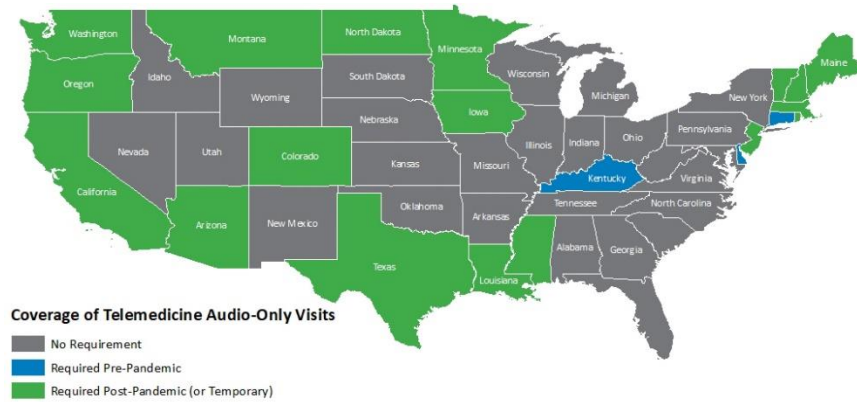 Washington
Montana
North Dakota
Minnesota
Maine
Oregon
Idaho
Wyoming
South Dakota
Wisconsin
Michigan
New York
Nebraska
Iowa
Nevada
Utah
Colorado
Kansas
Missouri
Illinois
Indiana
Ohio
Pennsylvania
California
Kentucky
Virginia
Arizona
New Mexico
Oklahoma
Arkansas
Tennessee
North Carolina
Texas
Louisiana
Alabama
Georgia
Coverage of Telemedicine Audio-Only Visits
No Requirement
Required Pre-Pandemic
Required Post-Pandemic (or Temporary)